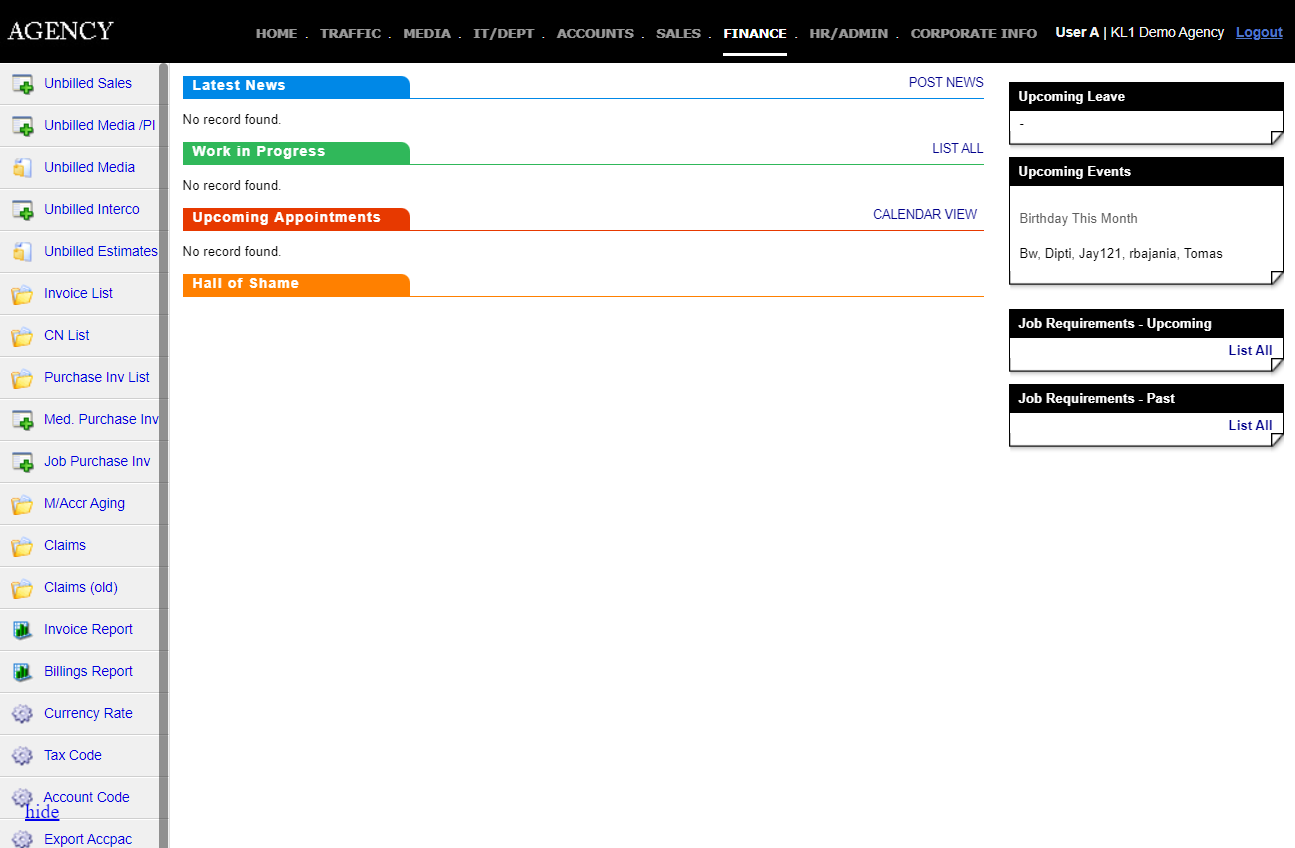 AGENCY
HOME . TRAFFIC . MEDIA . IT/DEPT . ACCOUNTS . SALES . FINANCE . HR/ADMIN . CORPORATE INFO
User A | KL1 Demo Agency Logout
Unbilled Sales
Unbilled Media /PI
Unbilled Media
Unbilled Interco
Unbilled Estimates
Invoice List
CN List
Purchase Inv List
Med. Purchase Inv
Job Purchase Inv
M/Accr Aging
Claims
Claims (old)
Invoice Report
Billings Report
Currency Rate
Tax Code
Account Code
hide
Export Accpac
Latest News
POST NEWS
No record found.
Work in Progress
LIST ALL
No record found.
Upcoming Appointments
CALENDAR VIEW
No record found.
Hall of Shame
Upcoming Leave
-
Upcoming Events
Birthday This Month
Bw, Dipti, Jay121, rbajania, Tomas
Job Requirements - Upcoming
List All
Job Requirements - Past
List All